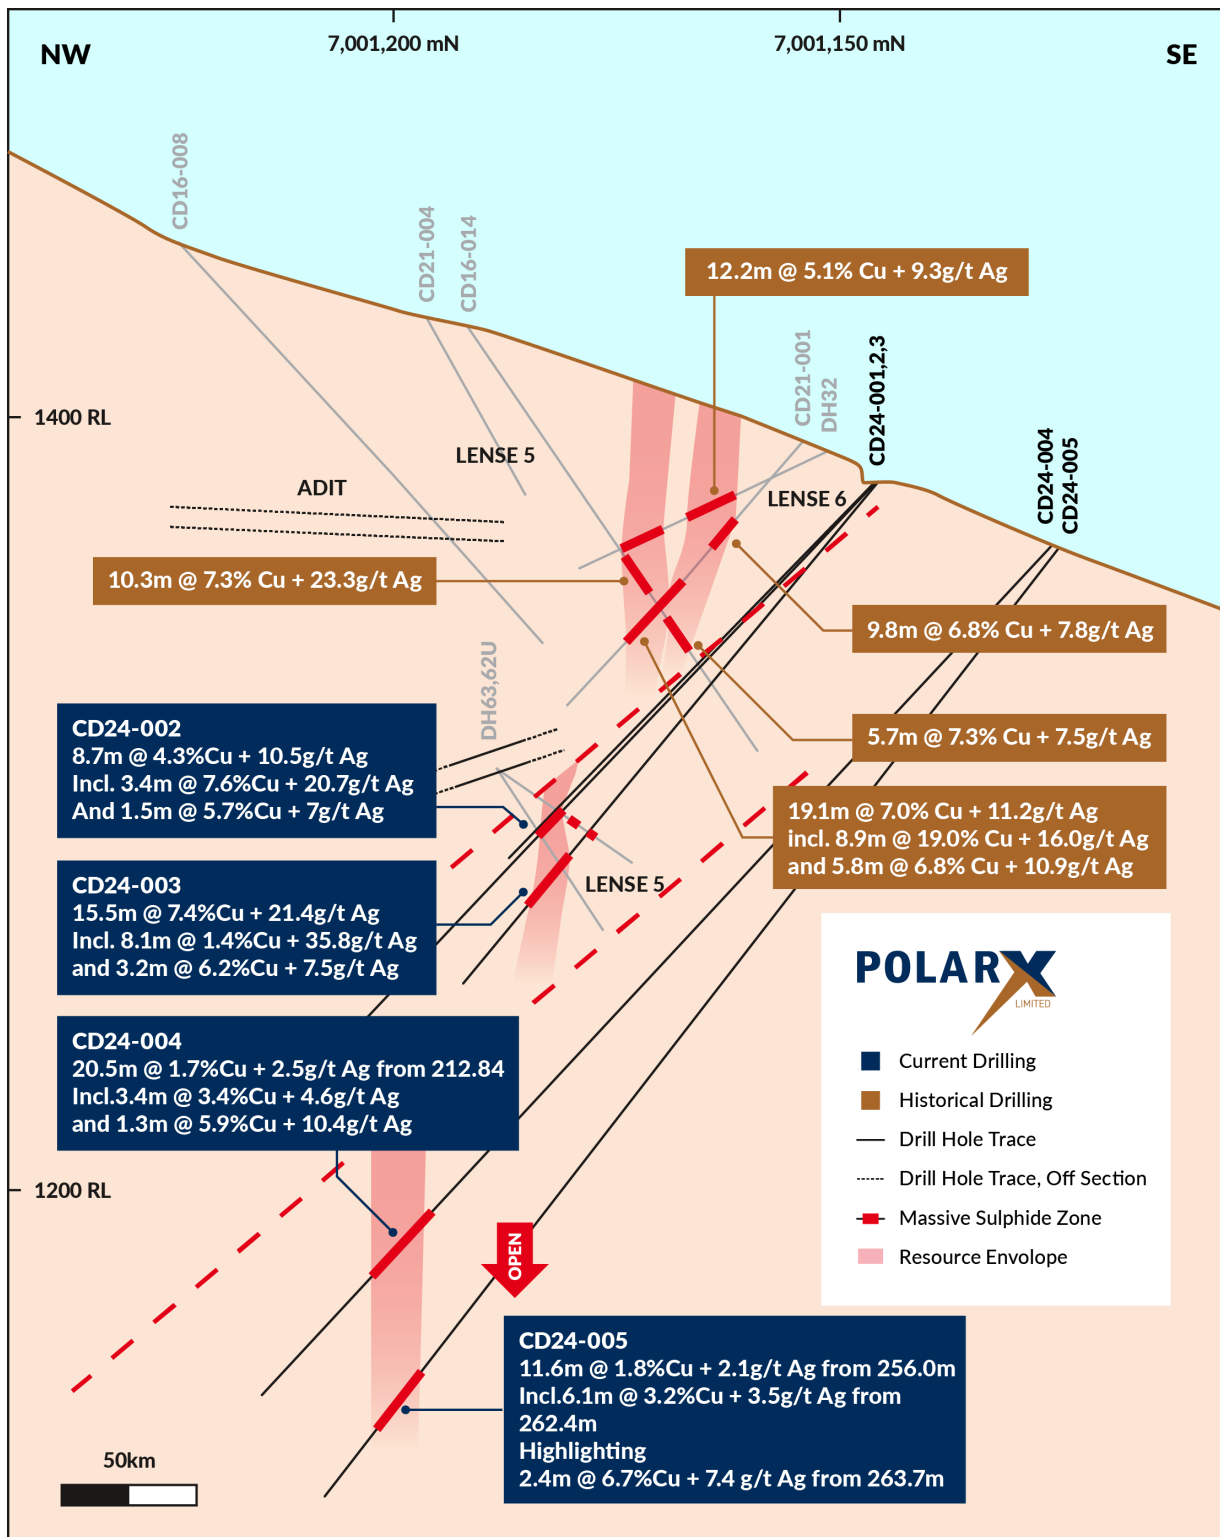 7,001,200 mN
7,001,150 mN
NW
SE
CD16-008
CD21-004
CD16-014
12.2m @ 5.1% Cu + 9.3g/t Ag
CD21-001
DH32
CD24-001,2,3
1400 RL
CD24-004
CD24-005
LENSE 5
ADIT
LENSE 6
10.3m @ 7.3% Cu + 23.3g/t Ag
9.8m @ 6.8% Cu + 7.8g/t Ag
DH63,62U
5.7m @ 7.3% Cu + 7.5g/t Ag
CD24-002
8.7m @ 4.3%Cu + 10.5g/t Ag
Incl. 3.4m @ 7.6%Cu + 20.7g/t Ag
And 1.5m @ 5.7%Cu + 7g/t Ag
19.1m @ 7.0% Cu + 11.2g/t Ag
incl. 8.9m @ 19.0% Cu + 16.0g/t Ag
and 5.8m @ 6.8% Cu + 10.9g/t Ag
CD24-003
15.5m @ 7.4%Cu + 21.4g/t Ag
Incl. 8.1m @ 1.4%Cu + 35.8g/t Ag
and 3.2m @ 6.2%Cu + 7.5g/t Ag
LENSE 5
CD24-004
20.5m @ 1.7%Cu + 2.5g/t Ag from 212.84
Incl.3.4m @ 3.4%Cu + 4.6g/t Ag
and 1.3m @ 5.9%Cu + 10.4g/t Ag
POLARX
LIMITED
Current Drilling
Historical Drilling
Drill Hole Trace
Drill Hole Trace, Off Section
Massive Sulphide Zone
Resource Envolope
1200 RL
OPEN
CD24-005
11.6m @ 1.8%Cu + 2.1g/t Ag from 256.0m
Incl.6.1m @ 3.2%Cu + 3.5g/t Ag from
262.4m
Highlighting
2.4m @ 6.7%Cu + 7.4 g/t Ag from 263.7m
50km